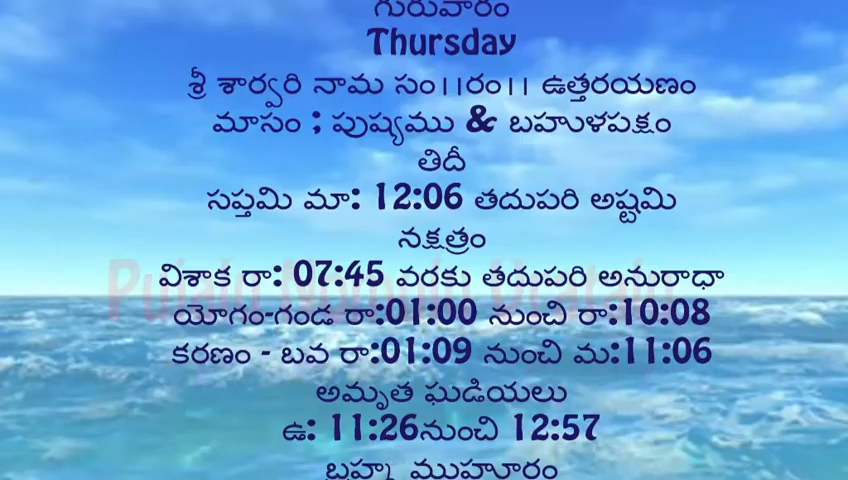 గురువారం
Thursday
శ్రీ శార్వరి నామ సం।।రం।। ఉత్తరయణం
మాసం ; పుష్యము & బహుళపక్షం
తిదీ
సప్తమి మా: 12:06 తదుపరి అష్టమి
నక్షత్రం
విశాక రా: 07:45 వరకు తదుపరి అనురాధా
యోగం-గండ రా:01:00 నుంచి రా:10:08
కరణం - బవ రా:01:09 నుంచి మ:11:06
అమృత ఘడియలు
ఉ: 11:26నుంచి 12:57
బ్రహ్మ ముహూర్తం